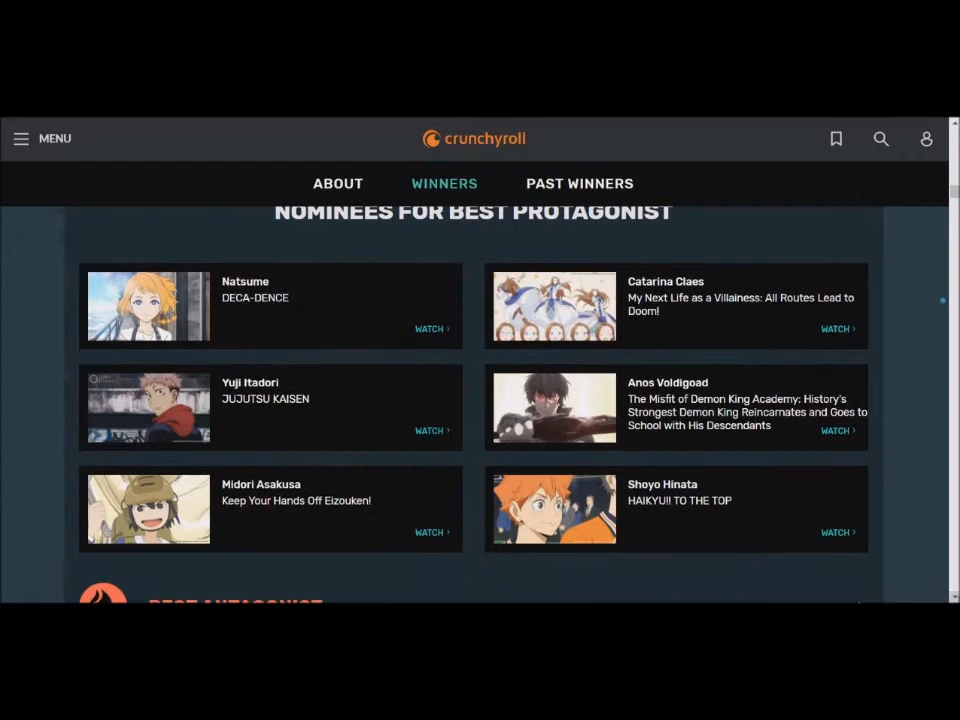 MENU
crunchyroll
ABOUT
WINNERS
PAST WINNERS
NOMINEES FOR BEST PROTAGONIST
Natsume
DECA-DENCE
WATCH
Catarina Claes
My Next Life as a Villainess: All Routes Lead to
Doom!
WATCH
Yuji Itadori
JUJUTSU KAISEN
WATCH
Anos Voldigoad
The Misfit of Demon King Academy: History's
Strongest Demon King Reincarnates and Goes to
School with His Descendants
WATCH
Midori Asakusa
Keep Your Hands Off Eizouken!
WATCH
Shoyo Hinata
HAIKYU!! TO THE TOP
WATCH
BEST ANTAGONIST